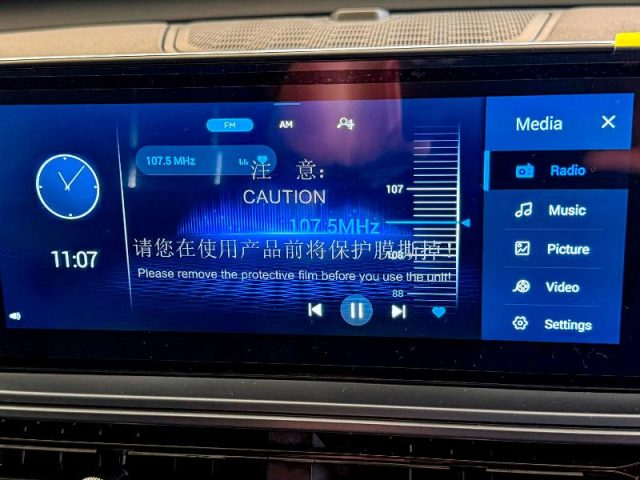 FM
AM
Media
107.5 MHz
注 意:
CAUTION
107
107.5MHz
请您在使用产品前将保护膜撕掉!
108
Please remove the protective film before you use the unit!
88
11:07
Radio
Music
Picture
Video
Settings